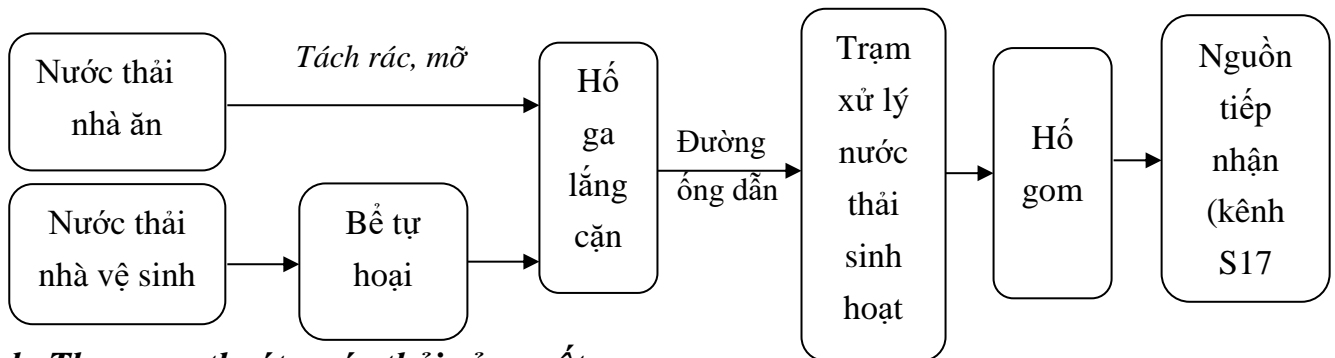 Nước thải
nhà ăn
Tách rác, mỡ
Nước thải
nhà vệ sinh
Bể tự
hoại
Hố
ga
lắng
cặn
Đường
ống dẫn
Trạm
xử lý
nước
thải
sinh
hoạt
Hố
gom
Nguồn
tiếp
nhận
(kênh
S17